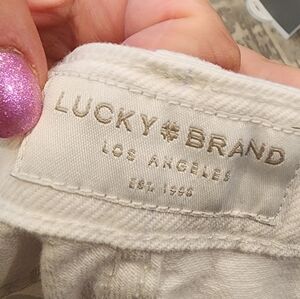 LUCKY BRAND
LOS ANGELES
EST. 1990